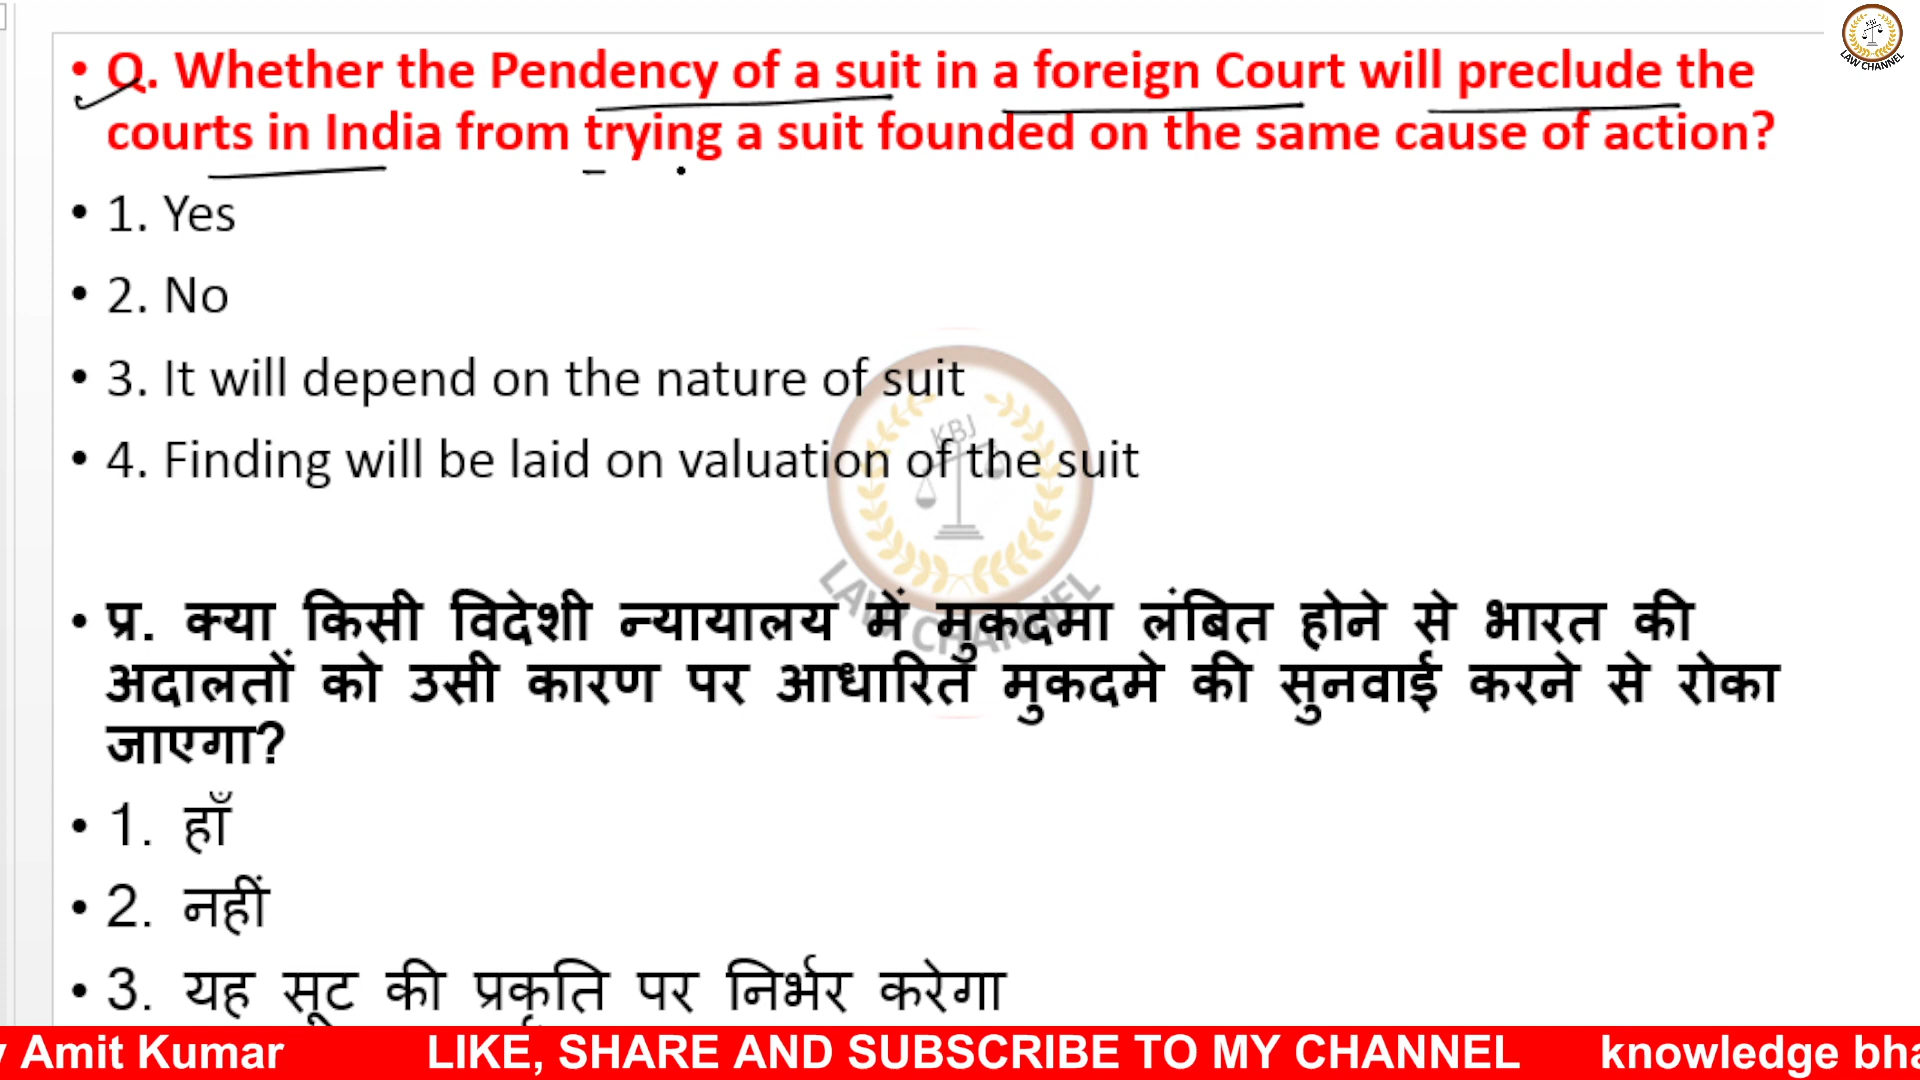 • Q. Whether the Pendency of a suit in a foreign Court will preclude the
courts in India from trying a suit founded on the same cause of action?
• 1. Yes
• 2. No
• 3. It will depend on the nature of suit
• 4. Finding will be laid on valuation of the suit
• प्र. क्या किसी विदेशी न्यायालय में मुकदमा लंबित होने से भारत की
अदालतों को उसी कारण पर आधारित मुकदमे की सुनवाई करने से रोका
जाएगा?
• 1. हाँ
• 2. नहीं
• 3. यह सूट की प्रकृति पर निर्भर करेगा
KBJ
LAW CHANNEL
KBJ
LAW CHANNEL
y Amit Kumar LIKE, SHARE AND SUBSCRIBE TO MY CHANNEL knowledge bha